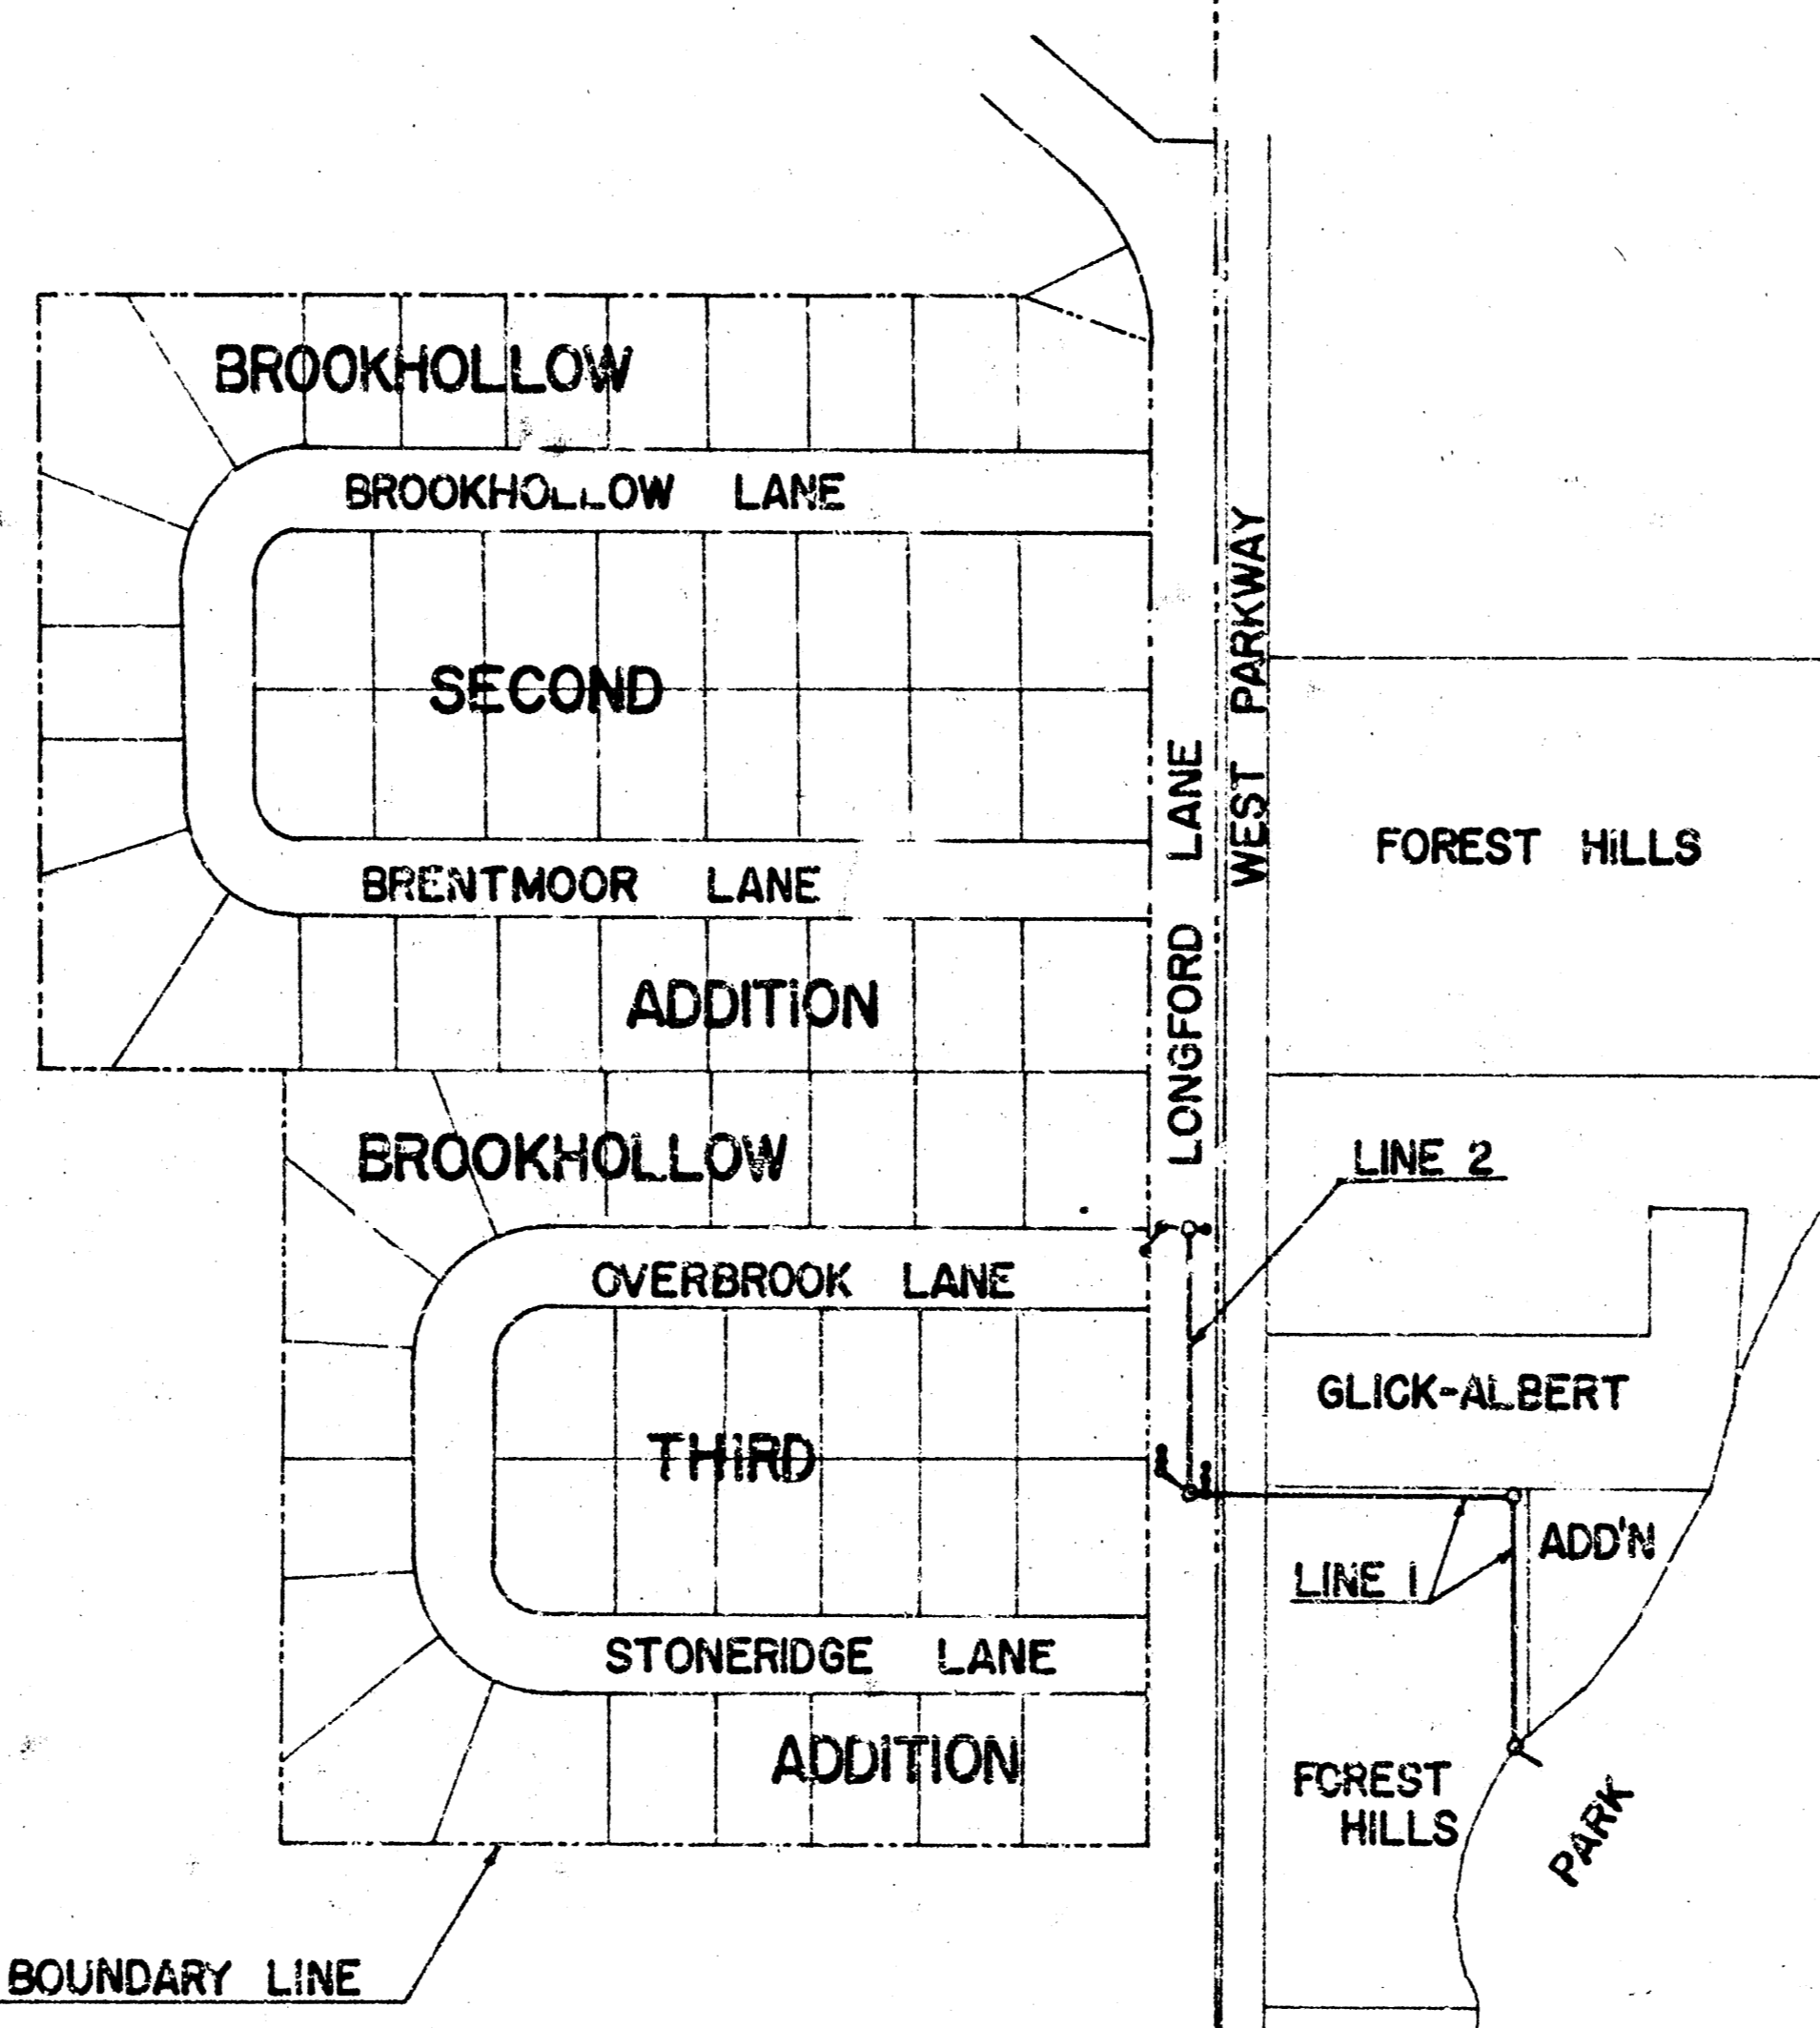 BROOKHOLLOW
BROOKHOLLOW LANE
SECOND
BRENTMOOR LANE
ADDITION
LONGFORD LANE
WEST PARKWAY
FOREST HILLS
BROOKHOLLOW
LINE 2
OVERBROOK LANE
GLICK-ALBERT
THIRD
ADD'N
LINE 1
STONERIDGE LANE
ADDITION
FOREST
HILLS
PARK
BOUNDARY LINE